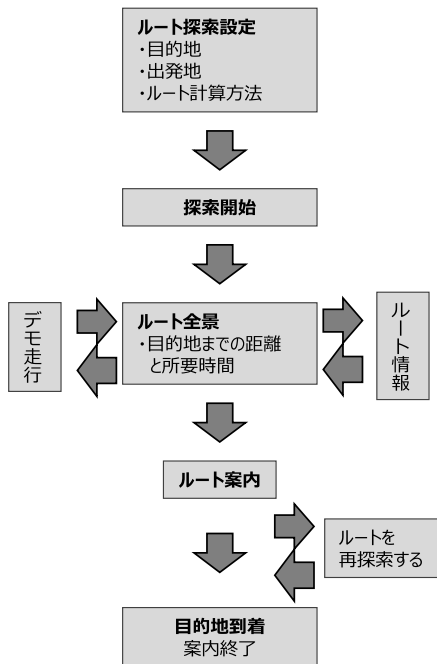 ルート探索設定
・目的地
・出発地
・ルート計算方法
探索開始
デモ走行
ルート全景
・目的地までの距離
と所要時間
ルート情報
ルート案内
ルートを
再探索する
目的地到着
案内終了